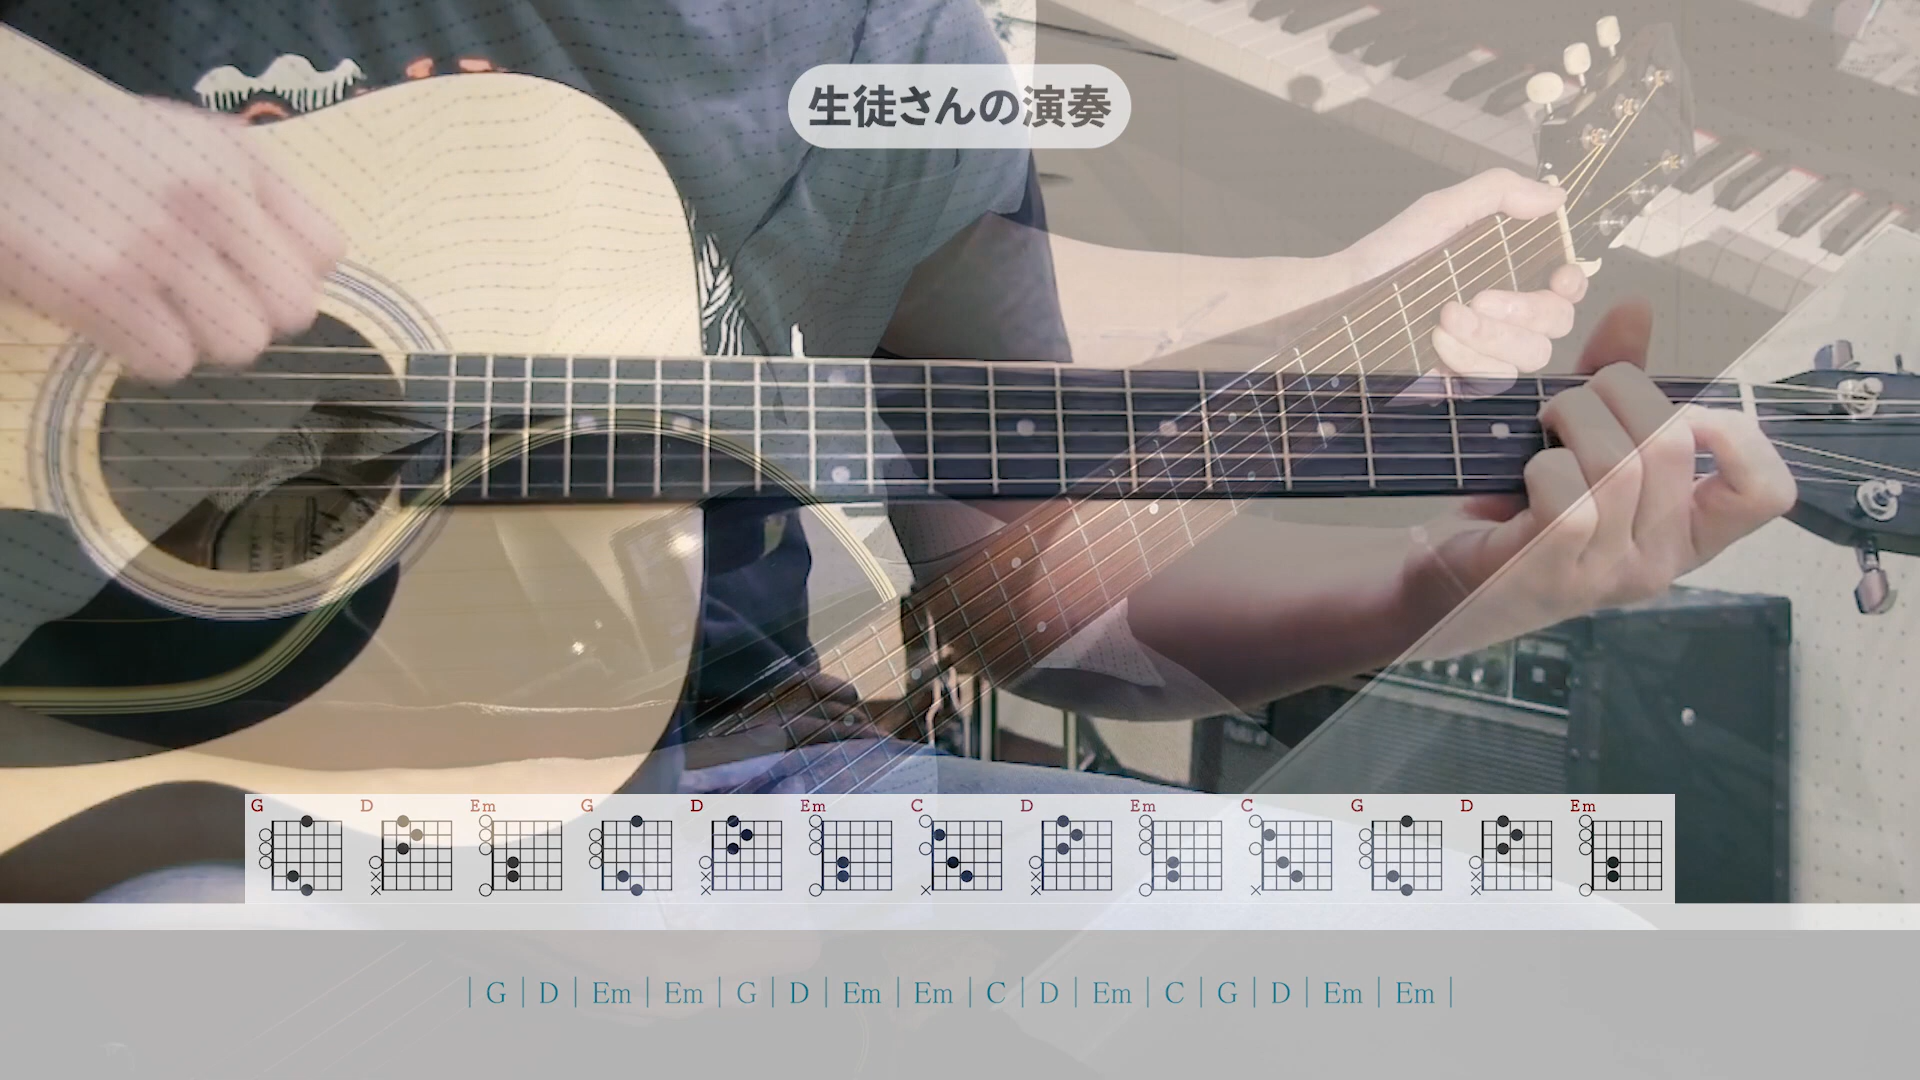 生徒さんの演奏
G D Em G D Em C D Em C G D Em
| G | D | Em | Em | G | D | Em | Em | C | D | Em | C | G | D | Em | Em |